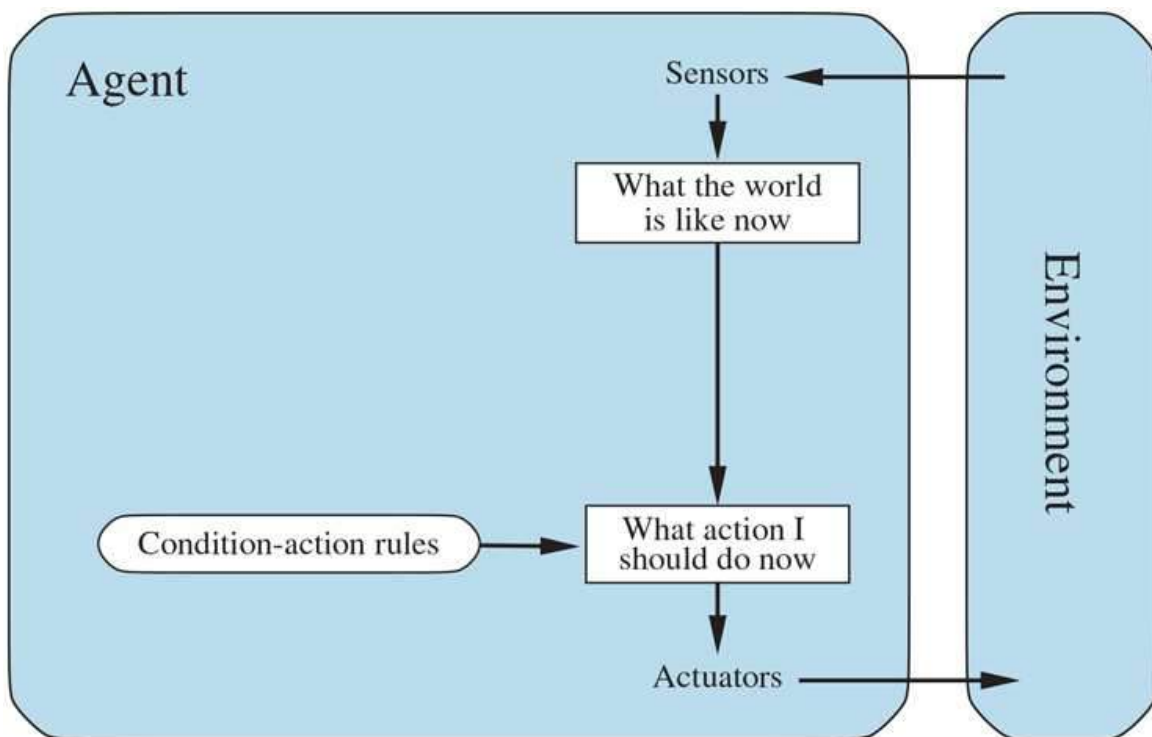 Agent
Sensors
What the world
is like now
Environment
Condition-action rules
What action I
should do now
Actuators